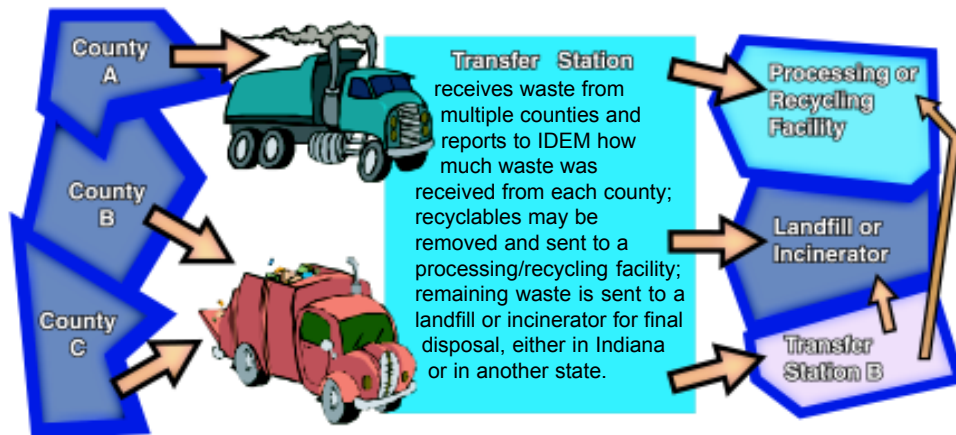 County
A
County
B
County
C
Transfer Station
receives waste from
multiple counties and
reports to IDEM how
much waste was
received from each county;
recyclables may be
removed and sent to a
processing/recycling facility;
remaining waste is sent to a
landfill or incinerator for final
disposal, either in Indiana
or in another state.
Processing or
Recycling
Facility
Landfill or
Incinerator
Transfer
Station B